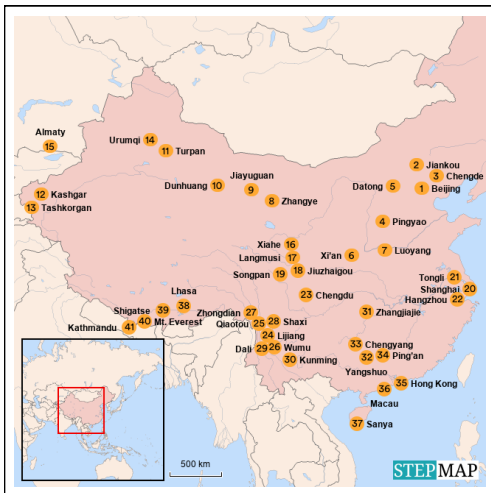 Almaty
15
Urumqi 14
11 Turpan
2 Jiankou
3 Chengde
Jiayuguan
Dunhuang 10
9
Datong 5
1 Beijing
12 Kashgar
8 Zhangye
13 Tashkorgan
4 Pingyao
Xiahe 16
7 Luoyang
Langmusi 17
Xi'an 6
Songpan 19
18 Jiuzhaigou
Tongli 21
Lhasa
Shanghai 20
23 Chengdu
Hangzhou 22
38
Shigatse 39
Zhongdian 27
31 Zhangjiajie
40 Mt. Everest
Qiaotou 25
28 Shaxi
Kathmandu 41
24 Lijiang
33 Chengyang
Dali 29
26 Wumu
32
34 Ping'an
30 Kunming
Yangshuo
35 Hong Kong
36
Macau
37 Sanya
500 km
STEPMAP